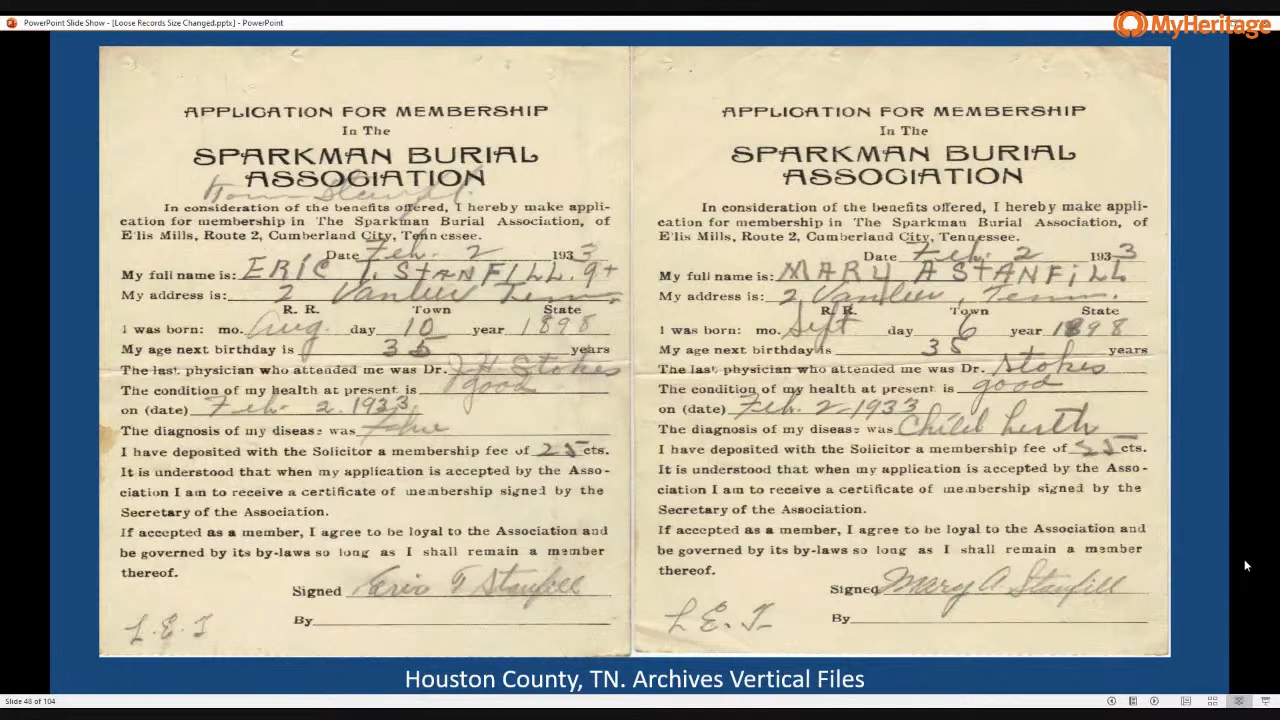 PowerPoint Slide Show - [Loose Records Size Changed.pptx] - PowerPoint
MyHeritage
APPLICATION FOR MEMBERSHIP
In The
SPARKMAN BURIAL
ASSOCIATION
In consideration of the benefits offered, I hereby make appli-
cation for membership in The Sparkman Burial Association, of
E'lis Mills, Route 2, Cumberland City, Tennessee.
Date Feb. 2 1933
My full name is: ERIC T. STANFILL.
My address is: 2 Vanleer Tenn.
R. R. Town State
I was born: mo. Aug. day 10 year 1898
My age next birthday is 35 years
The last physician who attended me was Dr. J. H. Stokes
The condition of my health at present is good
on (date) Feb. 2. 1933
The diagnosis of my disease was Flue
I have deposited with the Solicitor a membership fee of 25 cts.
It is understood that when my application is accepted by the Asso-
ciation I am to receive a certificate of membership signed by the
Secretary of the Association.
If accepted as a member, I agree to be loyal to the Association and
be governed by its by-laws so long as I shall remain a member
thereof.
Signed Eric T Stanfill
By
L. E. T
APPLICATION FOR MEMBERSHIP
In The
SPARKMAN BURIAL
ASSOCIATION
In consideration of the benefits offered, I hereby make appli-
cation for membership in The Sparkman Burial Association, of
E'lis Mills, Route 2, Cumberland City, Tennessee.
Date Feb. 2 1933
My full name is: MARY A STANFILL
My address is: 2, Vanleer, Tenn.
R. R. Town State
I was born: mo. Sept day 6 year 1898
My age next birthday is 35 years
The last physician who attended me was Dr. Stokes
The condition of my health at present is good
on (date) Feb. 2 1933
The diagnosis of my disease was Child berth
I have deposited with the Solicitor a membership fee of 25 cts.
It is understood that when my application is accepted by the Asso-
ciation I am to receive a certificate of membership signed by the
Secretary of the Association.
If accepted as a member, I agree to be loyal to the Association and
be governed by its by-laws so long as I shall remain a member
thereof.
Signed Mary A Stanfill
By
L. E. T
Houston County, TN. Archives Vertical Files
Slide 48 of 104